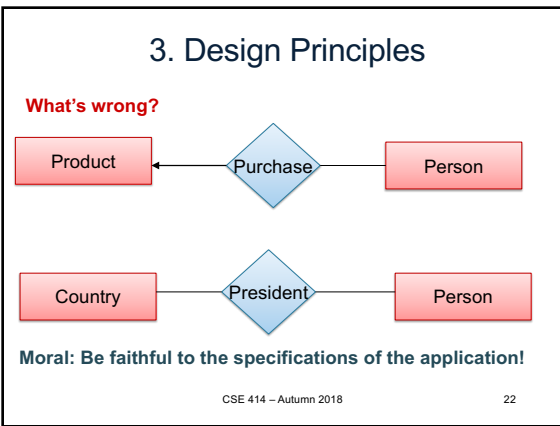 3. Design Principles
What's wrong?
Product Purchase Person
Country President Person
Moral: Be faithful to the specifications of the application!
CSE 414 – Autumn 2018 22